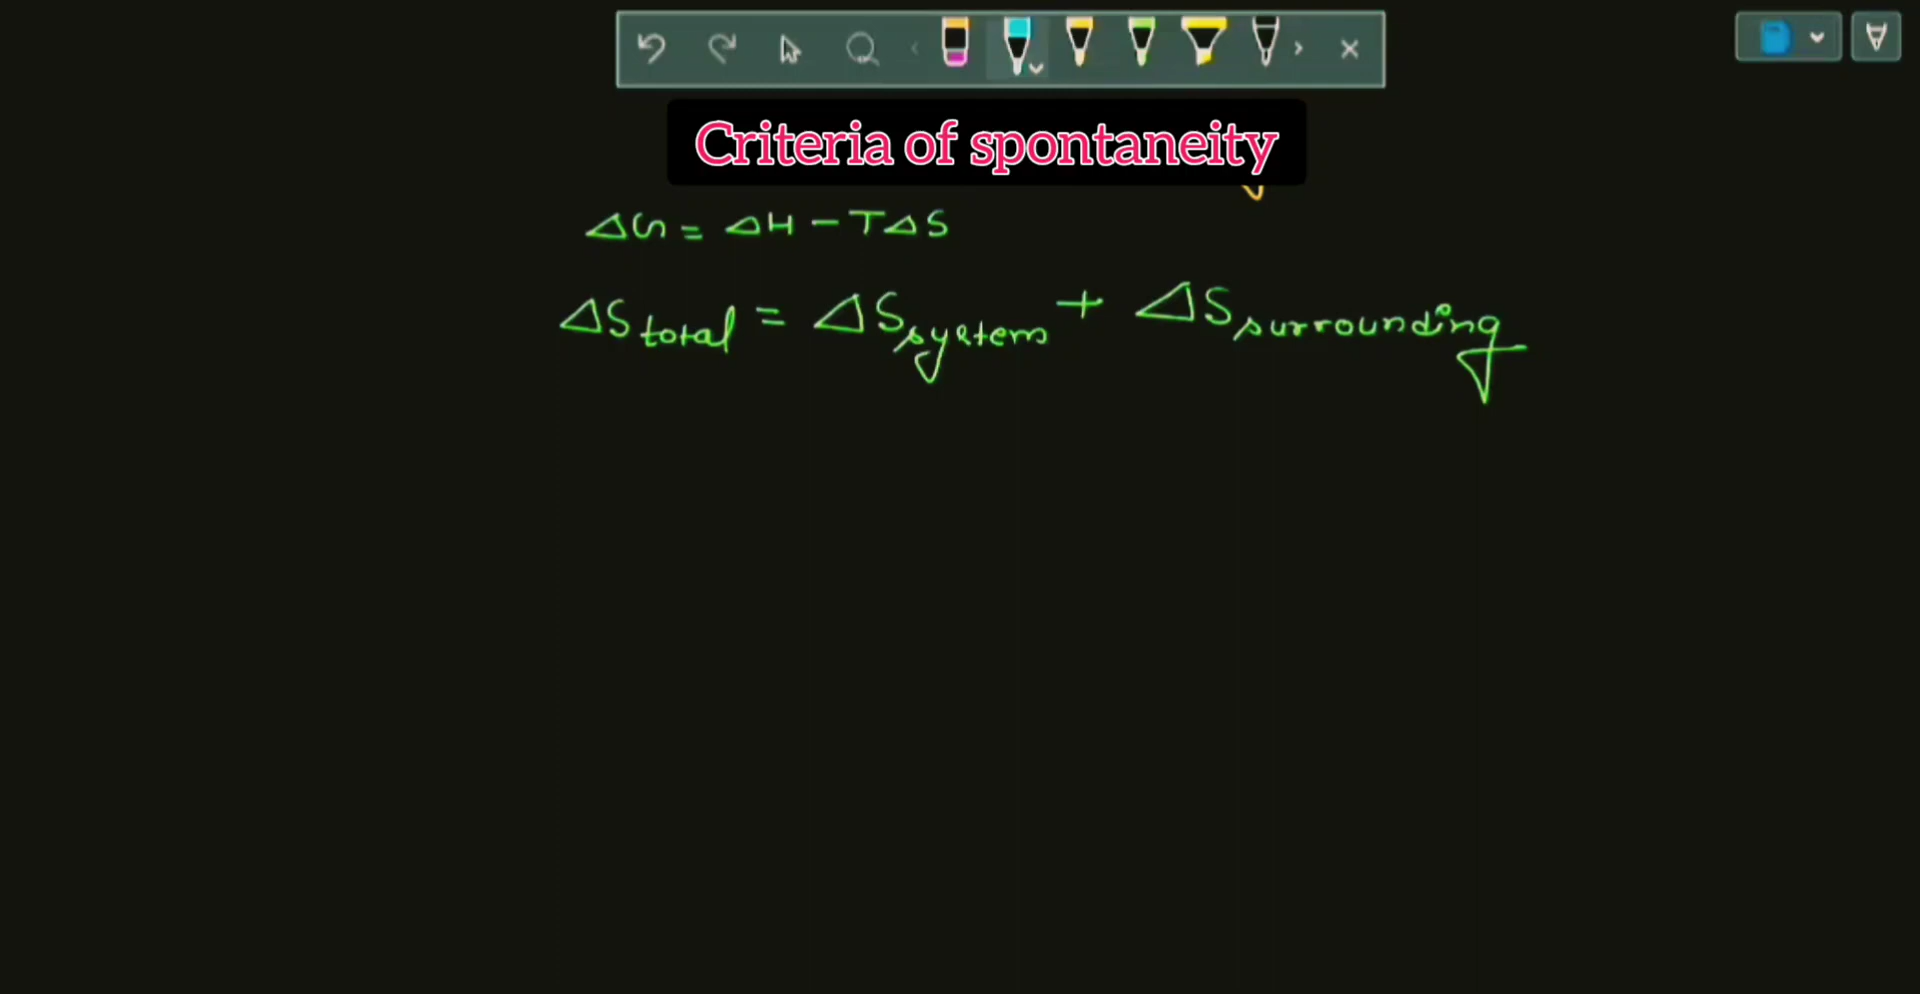 Criteria of spontaneity
ΔG = ΔH - TΔS
ΔS total = ΔS system + ΔS surrounding